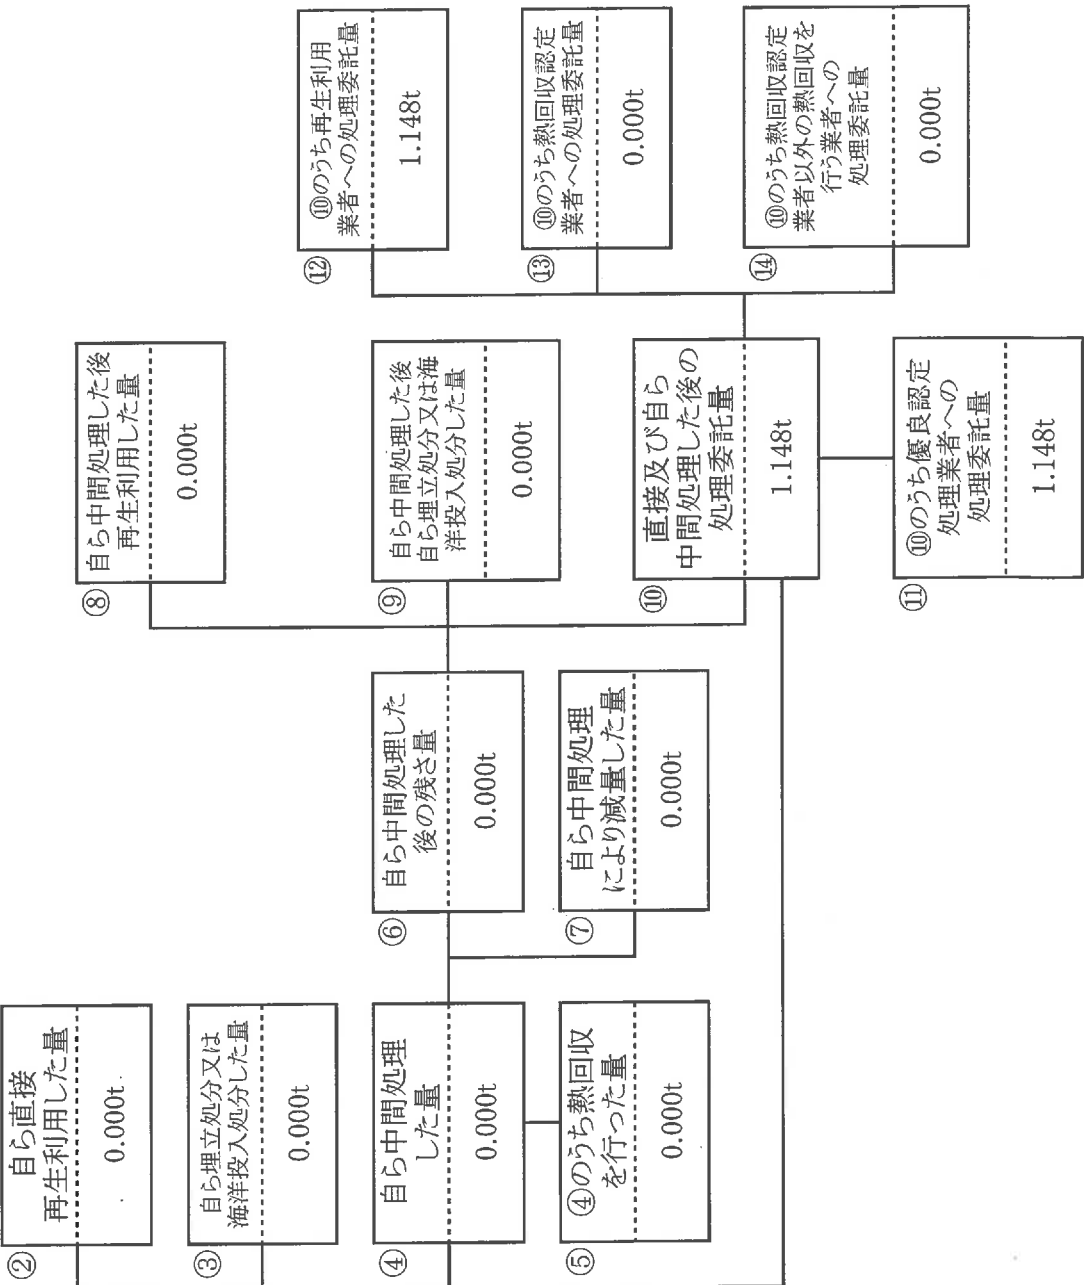 ②
自ら直接
再生利用した量
0.000t
③
自ら埋立処分又は
海洋投入処分した量
0.000t
④
自ら中間処理
した量
0.000t
⑤
④のうち熱回収
を行った量
0.000t
⑥
自ら中間処理した
後の残さ量
0.000t
⑦
自ら中間処理
により減量した量
0.000t
⑧
自ら中間処理した後
再生利用した量
0.000t
⑨
自ら中間処理した後
自ら埋立処分又は海
洋投入処分した量
0.000t
⑩
直接及び自ら
中間処理した後の
処理委託量
1.148t
⑪
⑩のうち優良認定
処理業者への
処理委託量
1.148t
⑫
⑩のうち再生利用
業者への処理委託量
1.148t
⑬
⑩のうち熱回収認定
業者への処理委託量
0.000t
⑭
⑩のうち熱回収認定
業者以外の熱回収を
行う業者への
処理委託量
0.000t